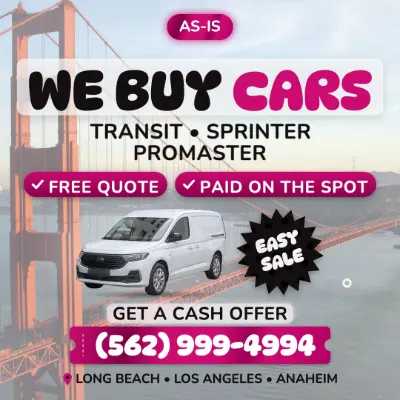 AS-IS
WE BUY CARS
TRANSIT • SPRINTER
PROMASTER
FREE QUOTE
PAID ON THE SPOT
EASY
SALE
GET A CASH OFFER
(562) 999-4994
LONG BEACH • LOS ANGELES • ANAHEIM